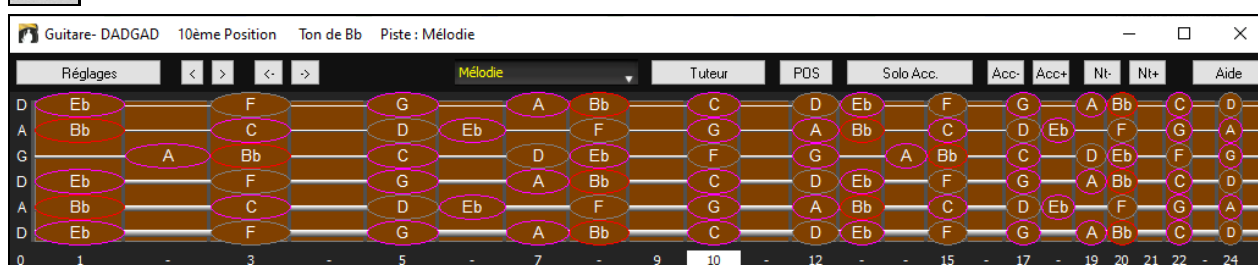 Guitare- DADGAD 10ème Position Ton de Bb Piste : Mélodie
Réglages < > <- -> Mélodie Tuteur POS Solo Acc. Acc- Acc+ Nt- Nt+ Aide
D Eb F G A Bb C D Eb F G A Bb C D
A Bb C D Eb F G A Bb C D Eb F G A
G A Bb C D Eb F G A Bb C D Eb F G
D Eb F G A Bb C D Eb F G A Bb C D
A Bb C D Eb F G A Bb C D Eb F G A
D Eb F G A Bb C D Eb F G A Bb C D
0 1 - 3 - 5 - 7 - 9 10 - 12 - - 15 - 17 - 19 20 21 22 - 24